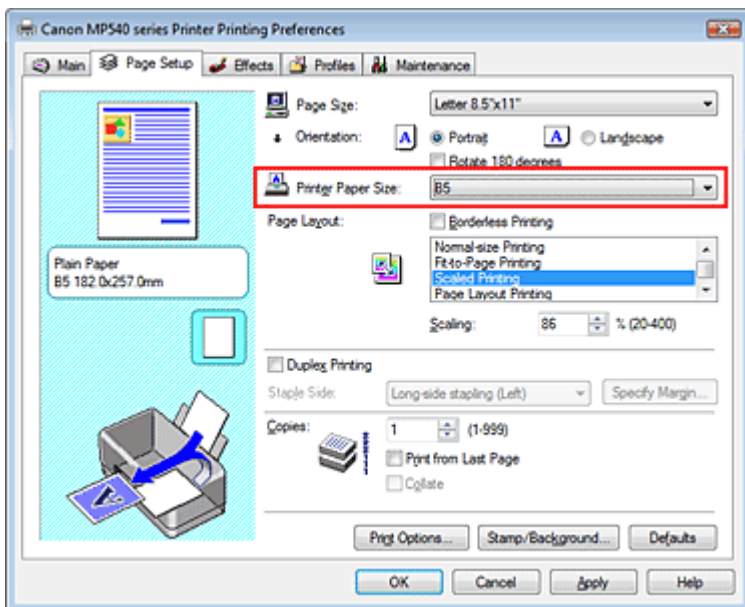 Canon MP540 series Printer Printing Preferences
Main Page Setup Effects Profiles Maintenance
Page Size: Letter 8.5"x11"
Orientation: A Portrait A Landscape
Rotate 180 degrees
Printer Paper Size: B5
Page Layout: Borderless Printing
Normal-size Printing
Fit-to-Page Printing
Scaled Printing
Page Layout Printing
Plain Paper
B5 182.0x257.0mm
Scaling: 86 % (20-400)
Duplex Printing
Staple Side: Long-side stapling (Left) Specify Margin...
Copies: 1 (1-999)
Print from Last Page
Collate
A
Print Options... Stamp/Background... Defaults
OK Cancel Apply Help